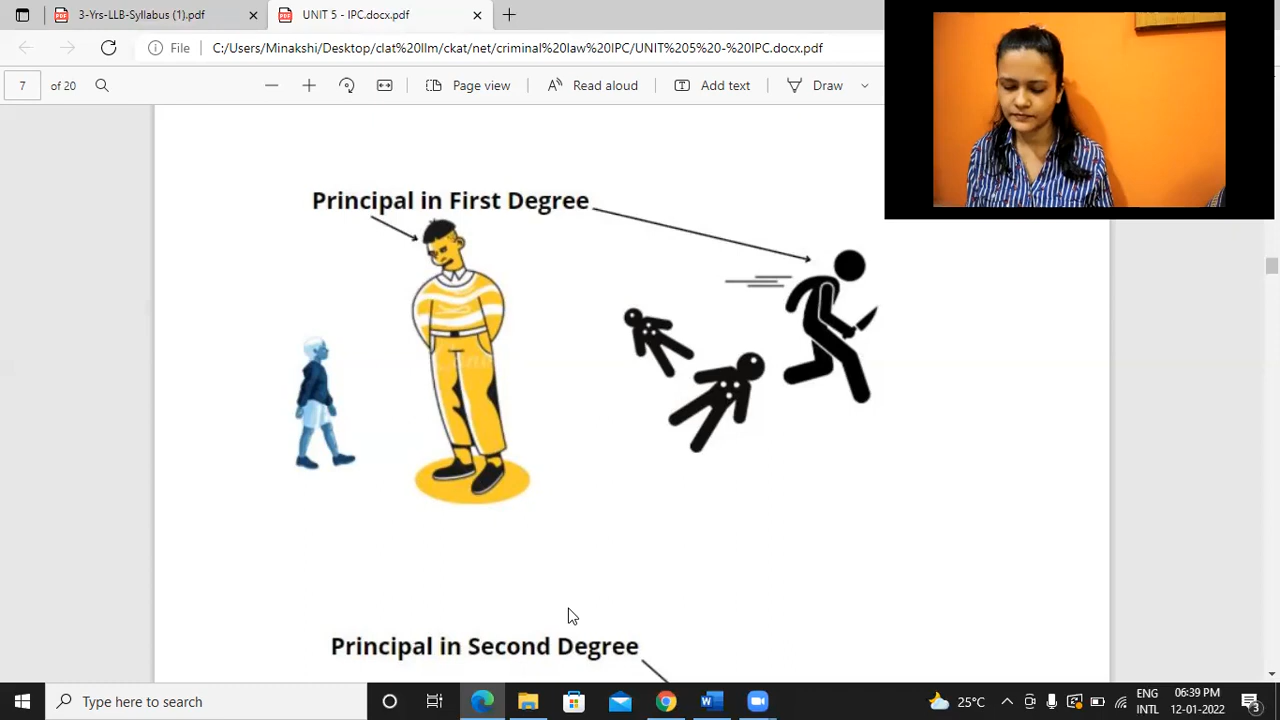 3-Yrs-LLB-Syllabus (1).pdf
UNIT 5 - IPC.docx.pdf
File
C:/Users/Minakshi/Desktop/clat%20llm/ckat/net/criminal%20law%20IPC/UNIT%205%20-%20IPC.docx.pdf
7 of 20
Page view
Read aloud
Add text
Draw
Principal in First Degree
Principal in Second Degree
Type here to search
25°C
ENG
INTL
06:39 PM
12-01-2022
3